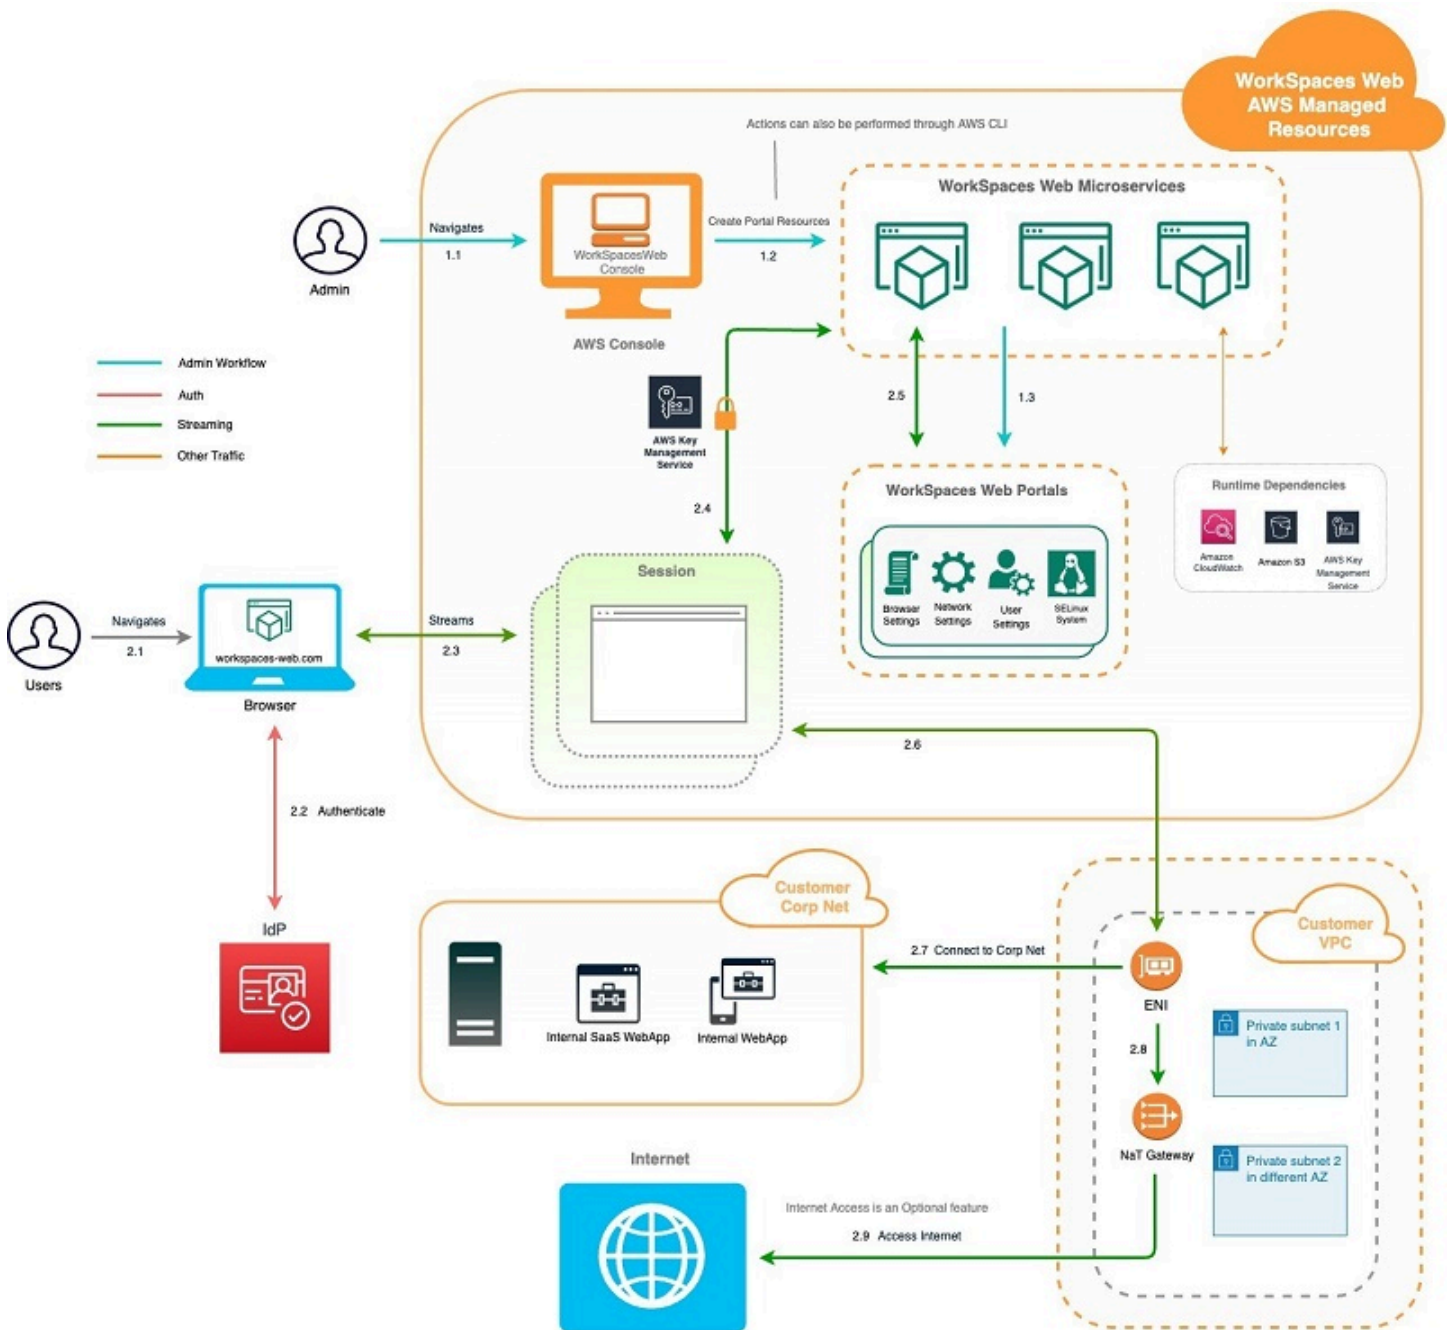 WorkSpaces Web
AWS Managed
Resources
Actions can also be performed through AWS CLI
WorkSpaces Web Microservices
Navigates
1.1
Admin
WorkSpacesWeb
Console
AWS Console
Create Portal Resources
1.2
Admin Workflow
Auth
Streaming
Other Traffic
AWS Key
Management
Service
2.4
2.5
1.3
WorkSpaces Web Portals
Browser
Settings
Network
Settings
User
Settings
SELinux
System
Runtime Dependencies
Amazon
CloudWatch
Amazon S3
AWS Key
Management
Service
Session
Users
Navigates
2.1
workspaces-web.com
Browser
Streams
2.3
2.6
2.2 Authenticate
IdP
Customer
Corp Net
Internal SaaS WebApp
Internal WebApp
2.7 Connect to Corp Net
Customer
VPC
ENI
2.8
NaT Gateway
Private subnet 1
in AZ
Private subnet 2
in different AZ
Internet
Internet Access is an Optional feature
2.9 Access Internet